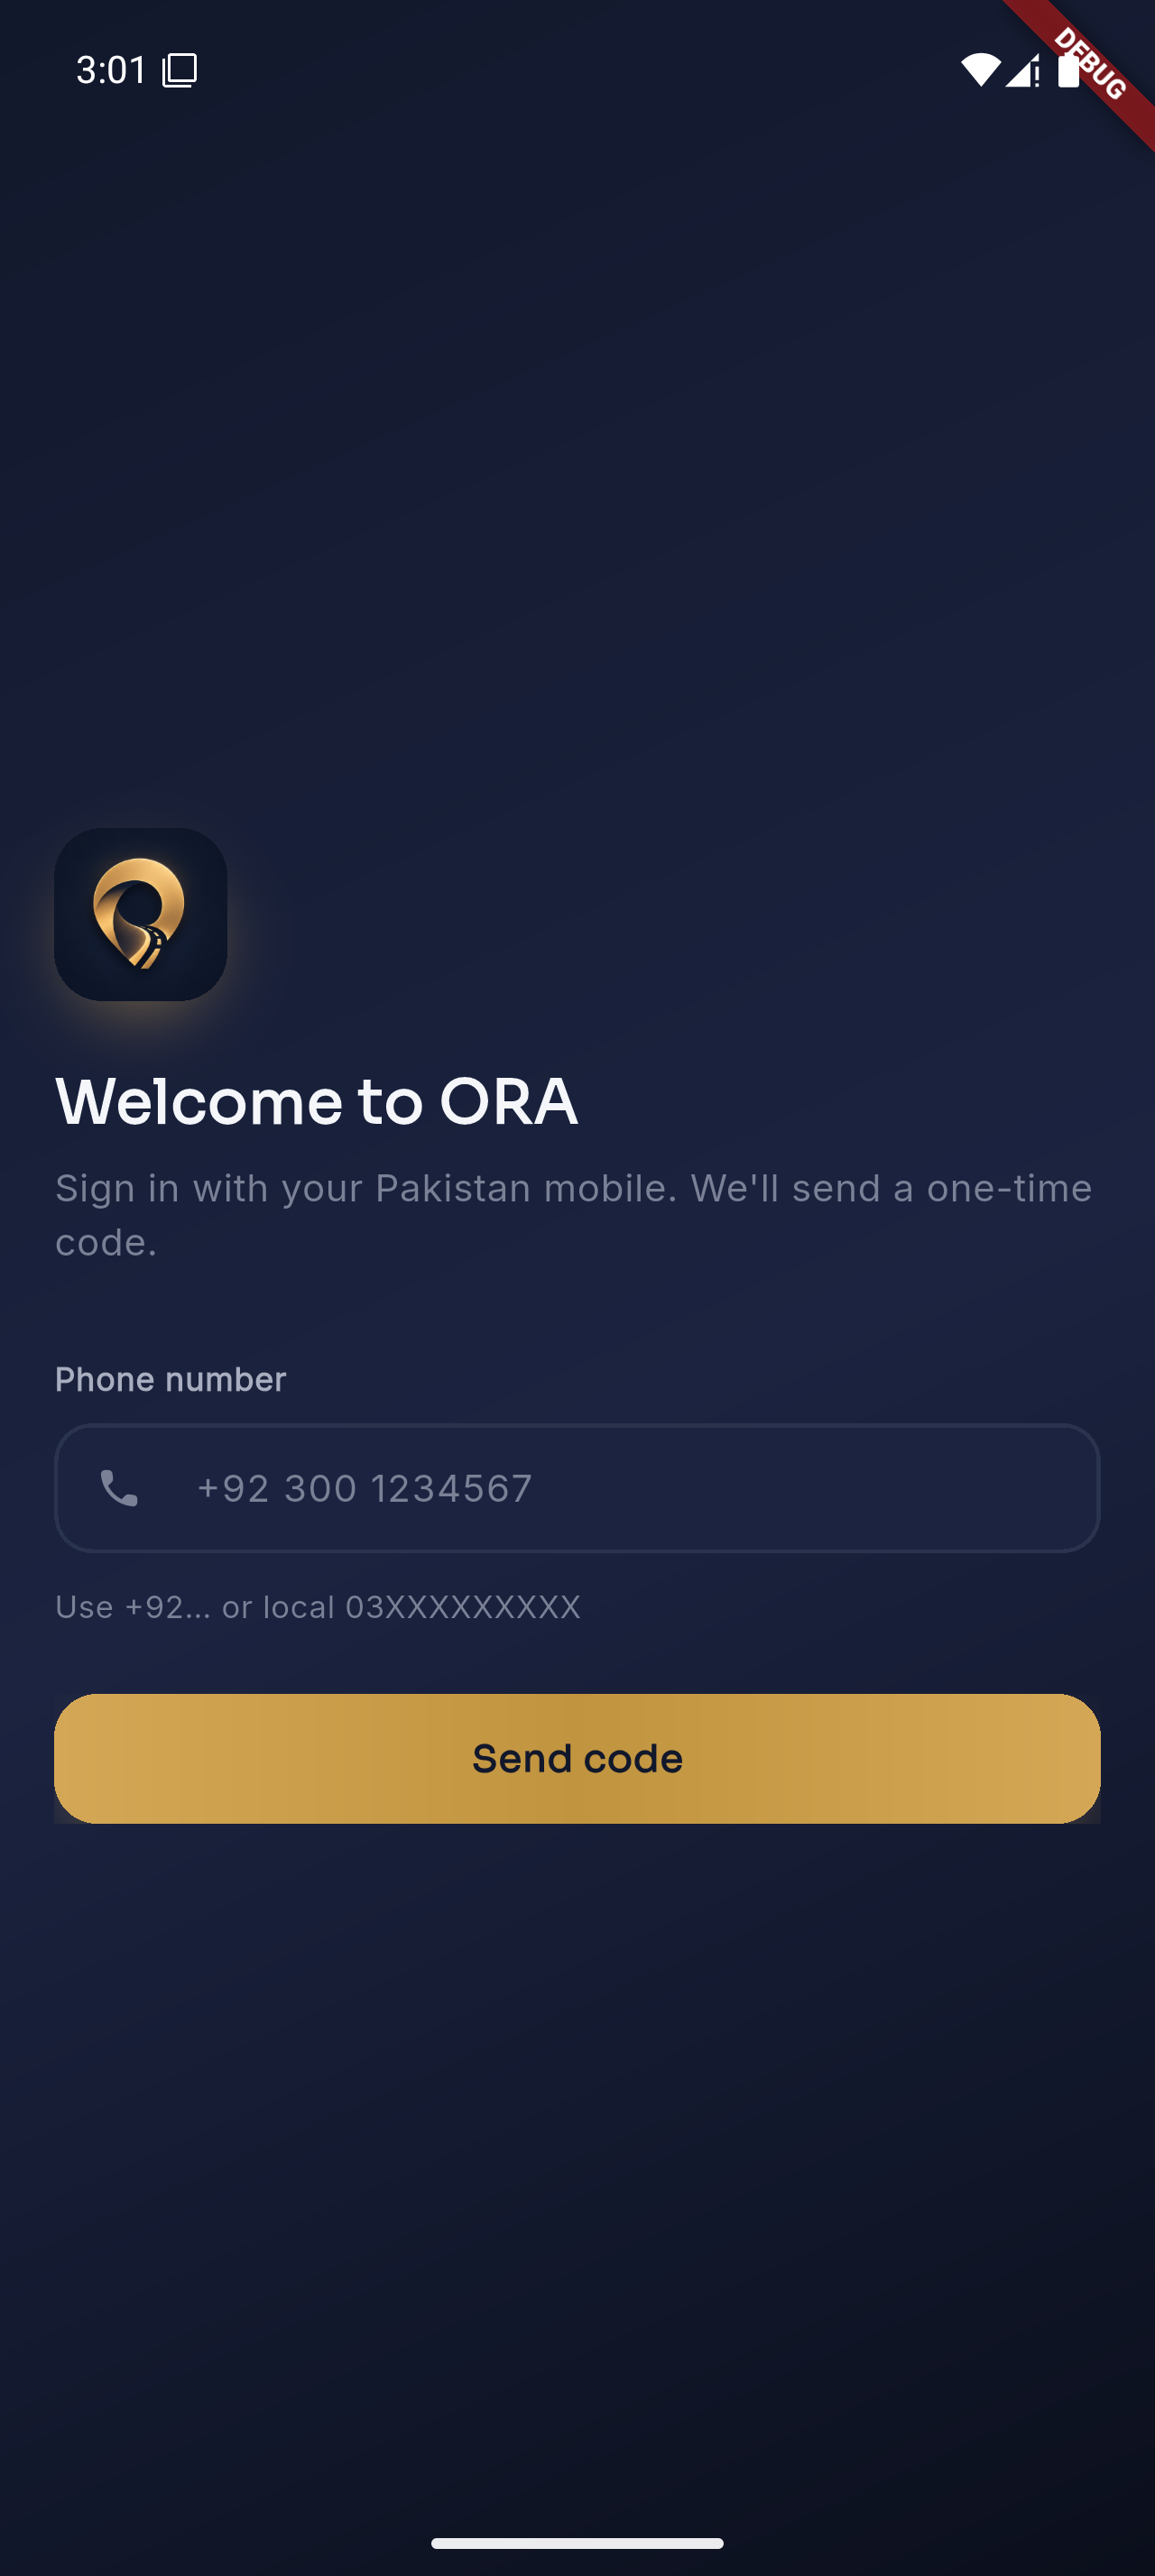 3:01
DEBUG
Welcome to ORA
Sign in with your Pakistan mobile. We'll send a one-time
code.
Phone number
+92 300 1234567
Use +92... or local 03XXXXXXXXX
Send code